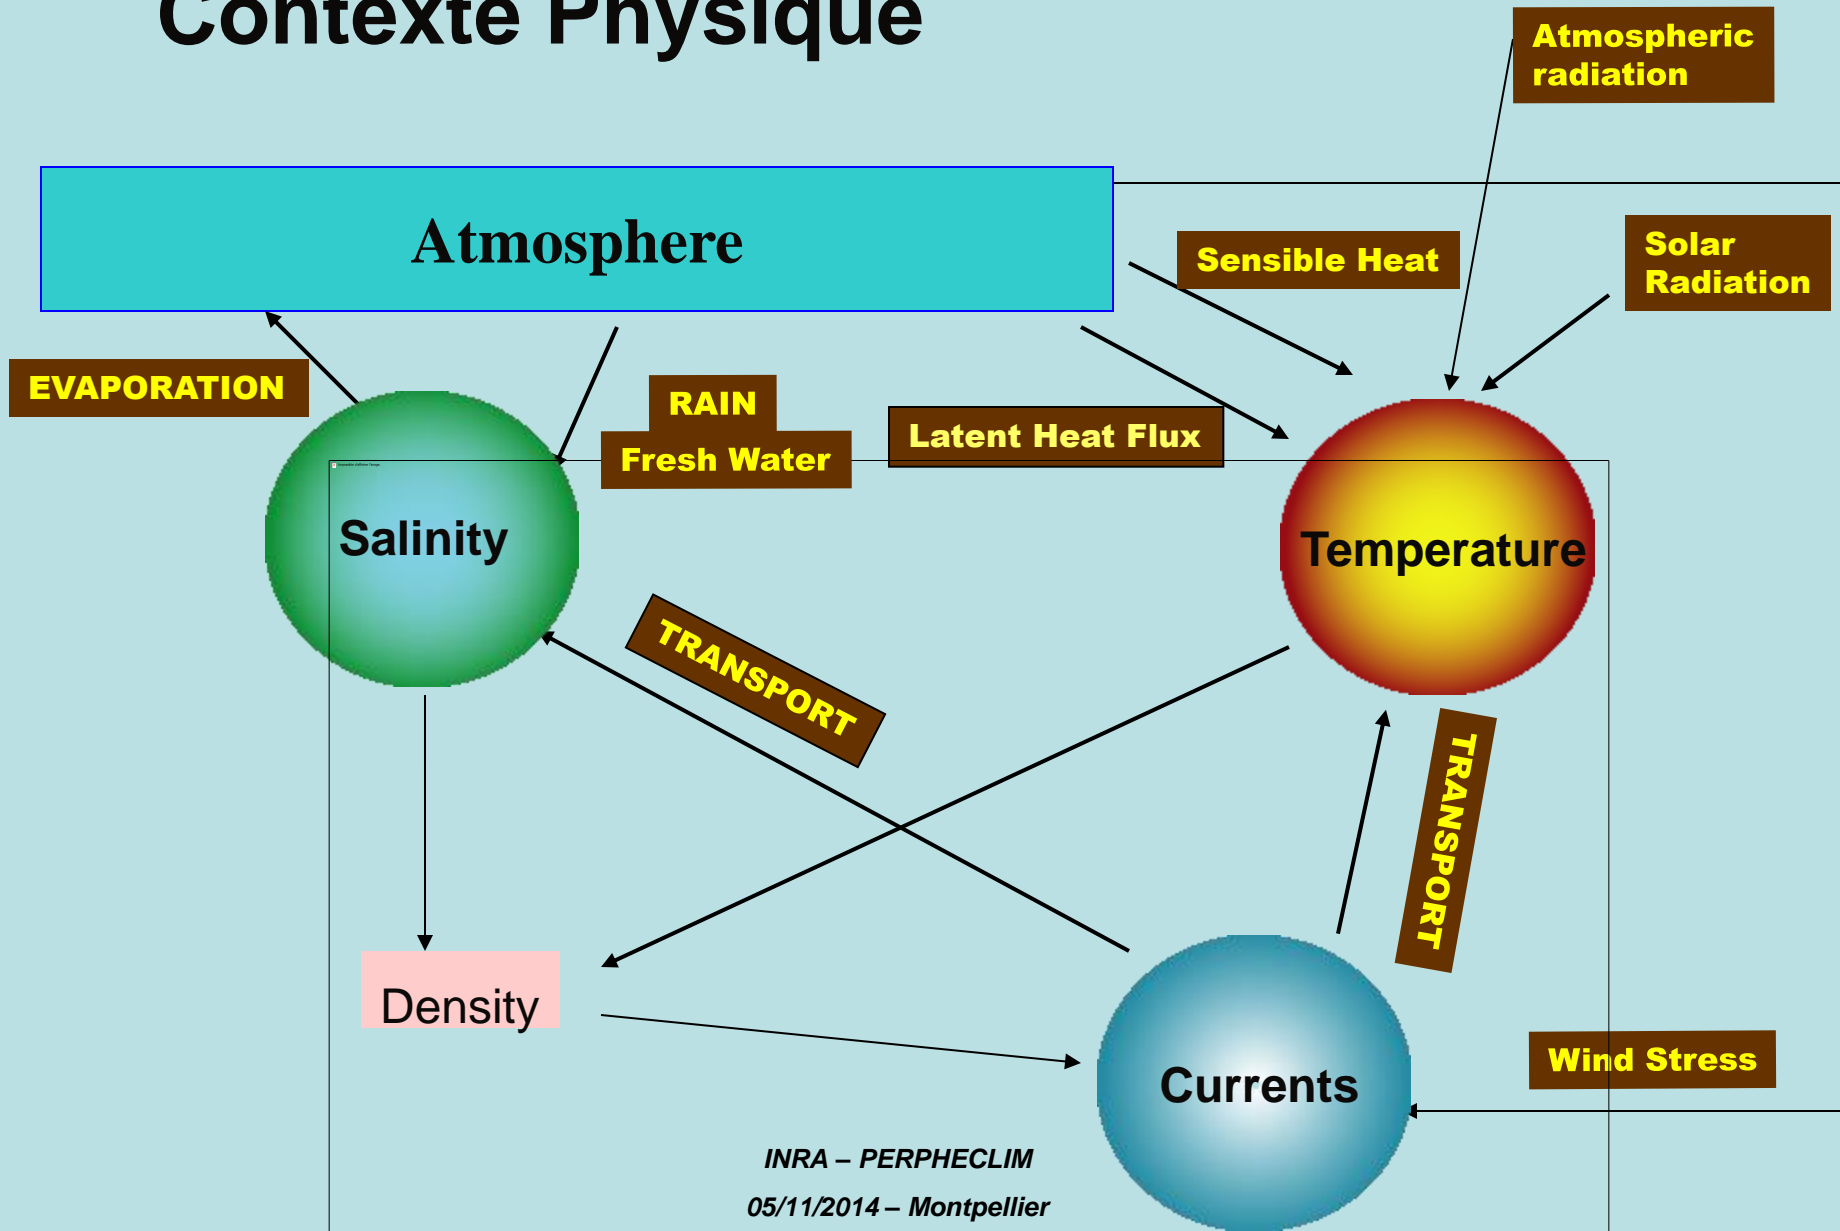 Contexte Physique
Atmospheric
radiation
Atmosphere
Sensible Heat
Solar
Radiation
EVAPORATION
RAIN
Fresh Water
Latent Heat Flux
Salinity
Temperature
TRANSPORT
TRANSPORT
Density
Currents
Wind Stress
INRA – PERPHECLIM
05/11/2014 – Montpellier